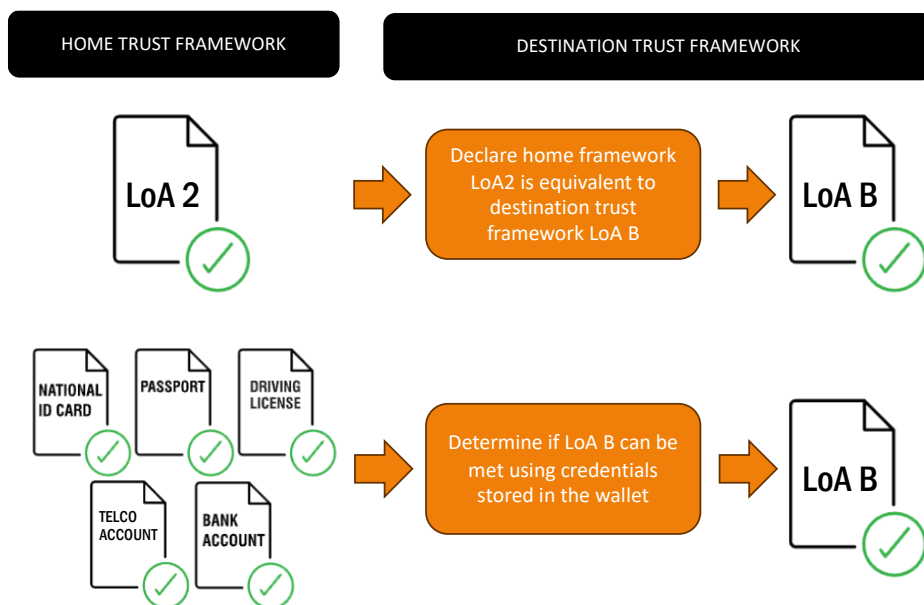 HOME TRUST FRAMEWORK
DESTINATION TRUST FRAMEWORK
LoA 2
Declare home framework
LoA2 is equivalent to
destination trust
framework LoA B
LoA B
NATIONAL
ID CARD
PASSPORT
DRIVING
LICENSE
TELCO
ACCOUNT
BANK
ACCOUNT
Determine if LoA B can be
met using credentials
stored in the wallet
LoA B